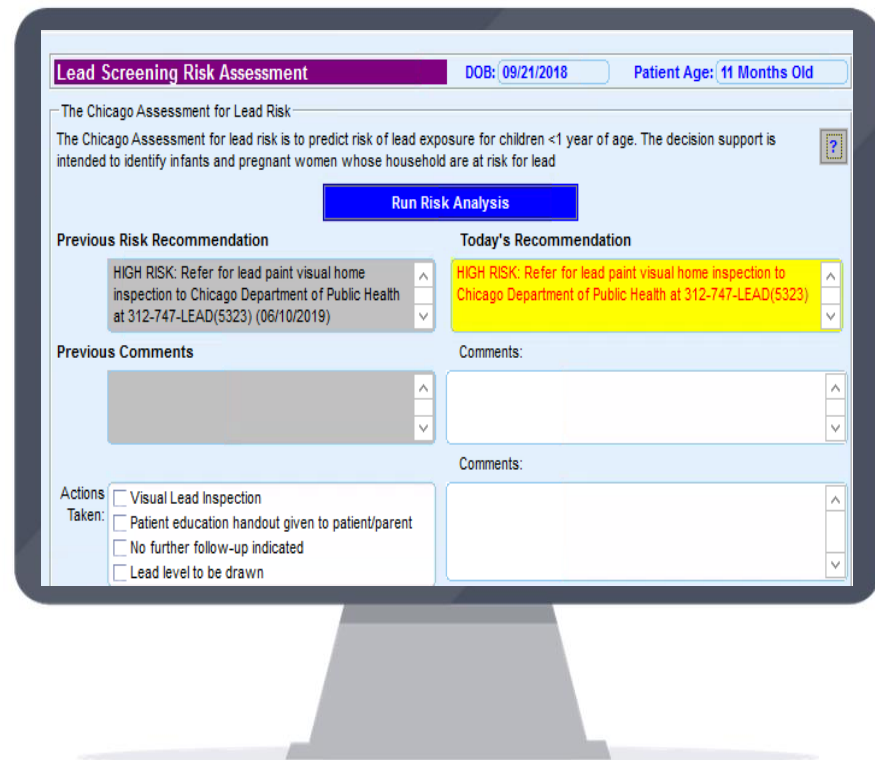 Lead Screening Risk Assessment DOB: 09/21/2018 Patient Age: 11 Months Old
The Chicago Assessment for Lead Risk
The Chicago Assessment for lead risk is to predict risk of lead exposure for children <1 year of age. The decision support is
intended to identify infants and pregnant women whose household are at risk for lead
?
Run Risk Analysis
Previous Risk Recommendation
HIGH RISK: Refer for lead paint visual home
inspection to Chicago Department of Public Health
at 312-747-LEAD(5323) (06/10/2019)
Today's Recommendation
HIGH RISK: Refer for lead paint visual home inspection to
Chicago Department of Public Health at 312-747-LEAD(5323)
Previous Comments
Comments:
Comments:
Actions
Taken:
Visual Lead Inspection
Patient education handout given to patient/parent
No further follow-up indicated
Lead level to be drawn